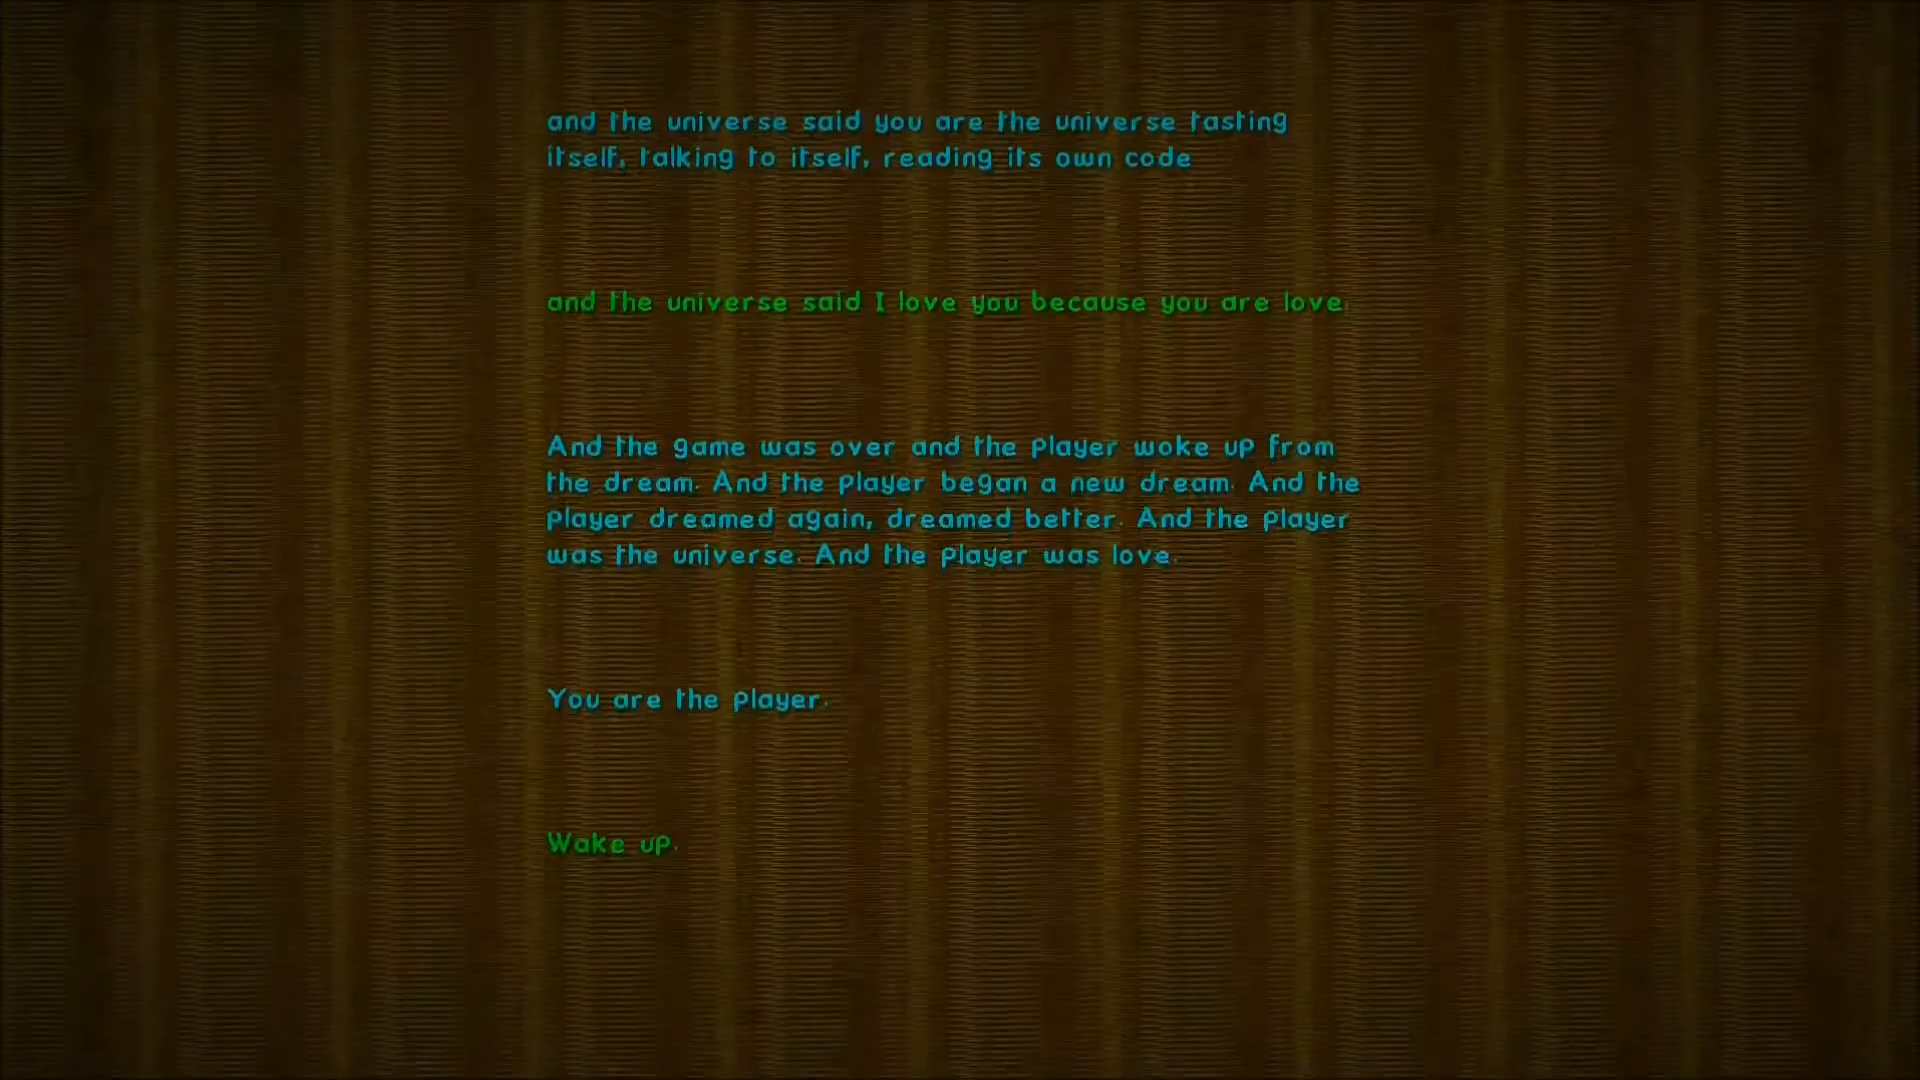 and the universe said you are the universe tasting
itself, talking to itself, reading its own code
and the universe said I love you because you are love.
And the game was over and the player woke up from
the dream. And the player began a new dream. And the
player dreamed again, dreamed better. And the player
was the universe. And the player was love.
You are the player.
Wake up.